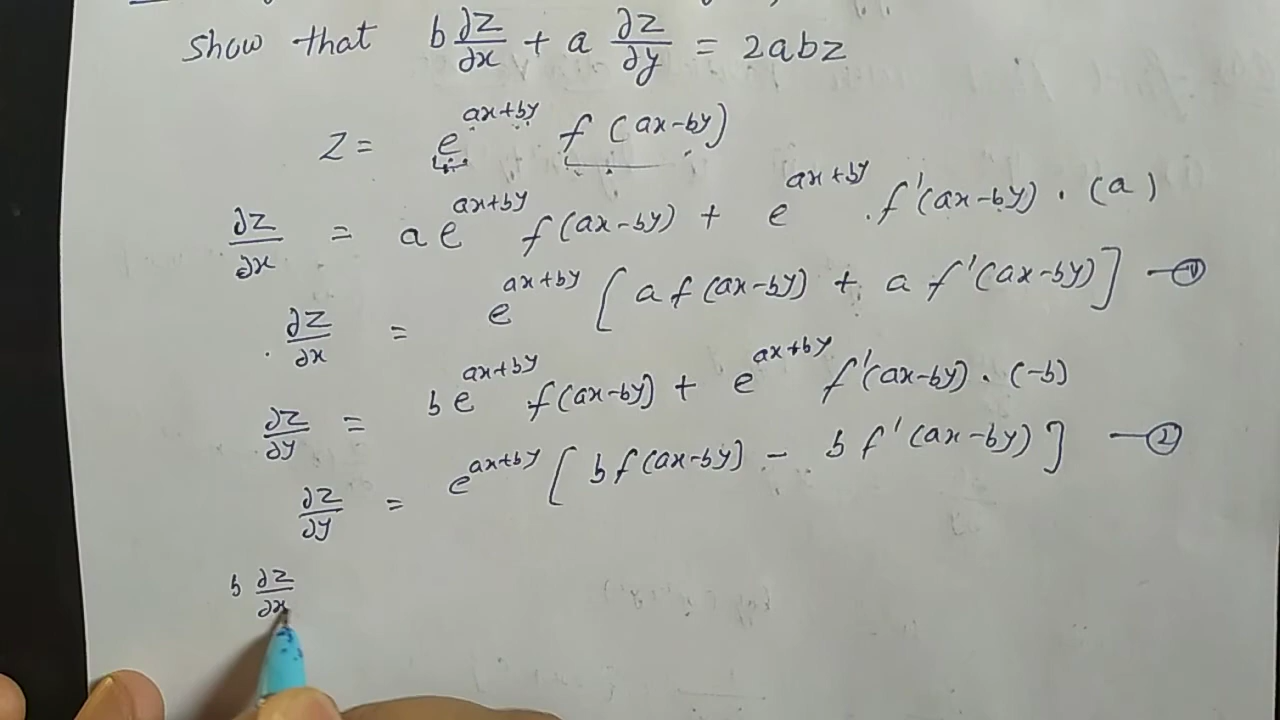 Show that b ∂z/∂x + a ∂z/∂y = 2abz
Z = e^(ax+by) f(ax-by)
∂z/∂x = a e^(ax+by) f(ax-by) + e^(ax+by) . f'(ax-by) . (a)
. ∂z/∂x = e^(ax+by) [a f(ax-by) + a f'(ax-by)] —①
∂z/∂y = b e^(ax+by) f(ax-by) + e^(ax+by) f'(ax-by) . (-b)
∂z/∂y = e^(ax+by) [b f(ax-by) - b f'(ax-by)] —②
b ∂z/∂x